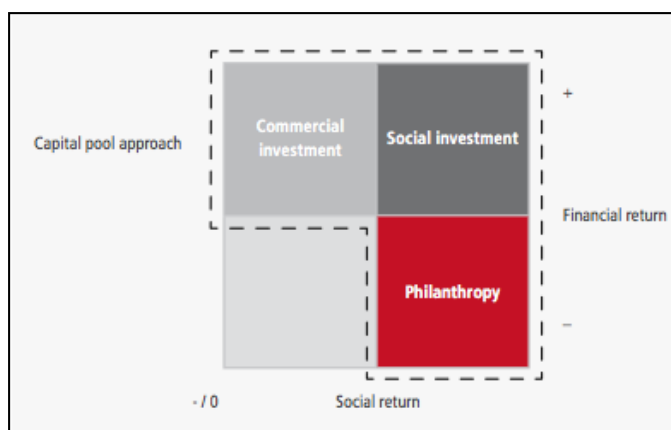 Commercial
investment
Social investment
+
Capital pool approach
Financial return
Philanthropy
–
- / 0
Social return